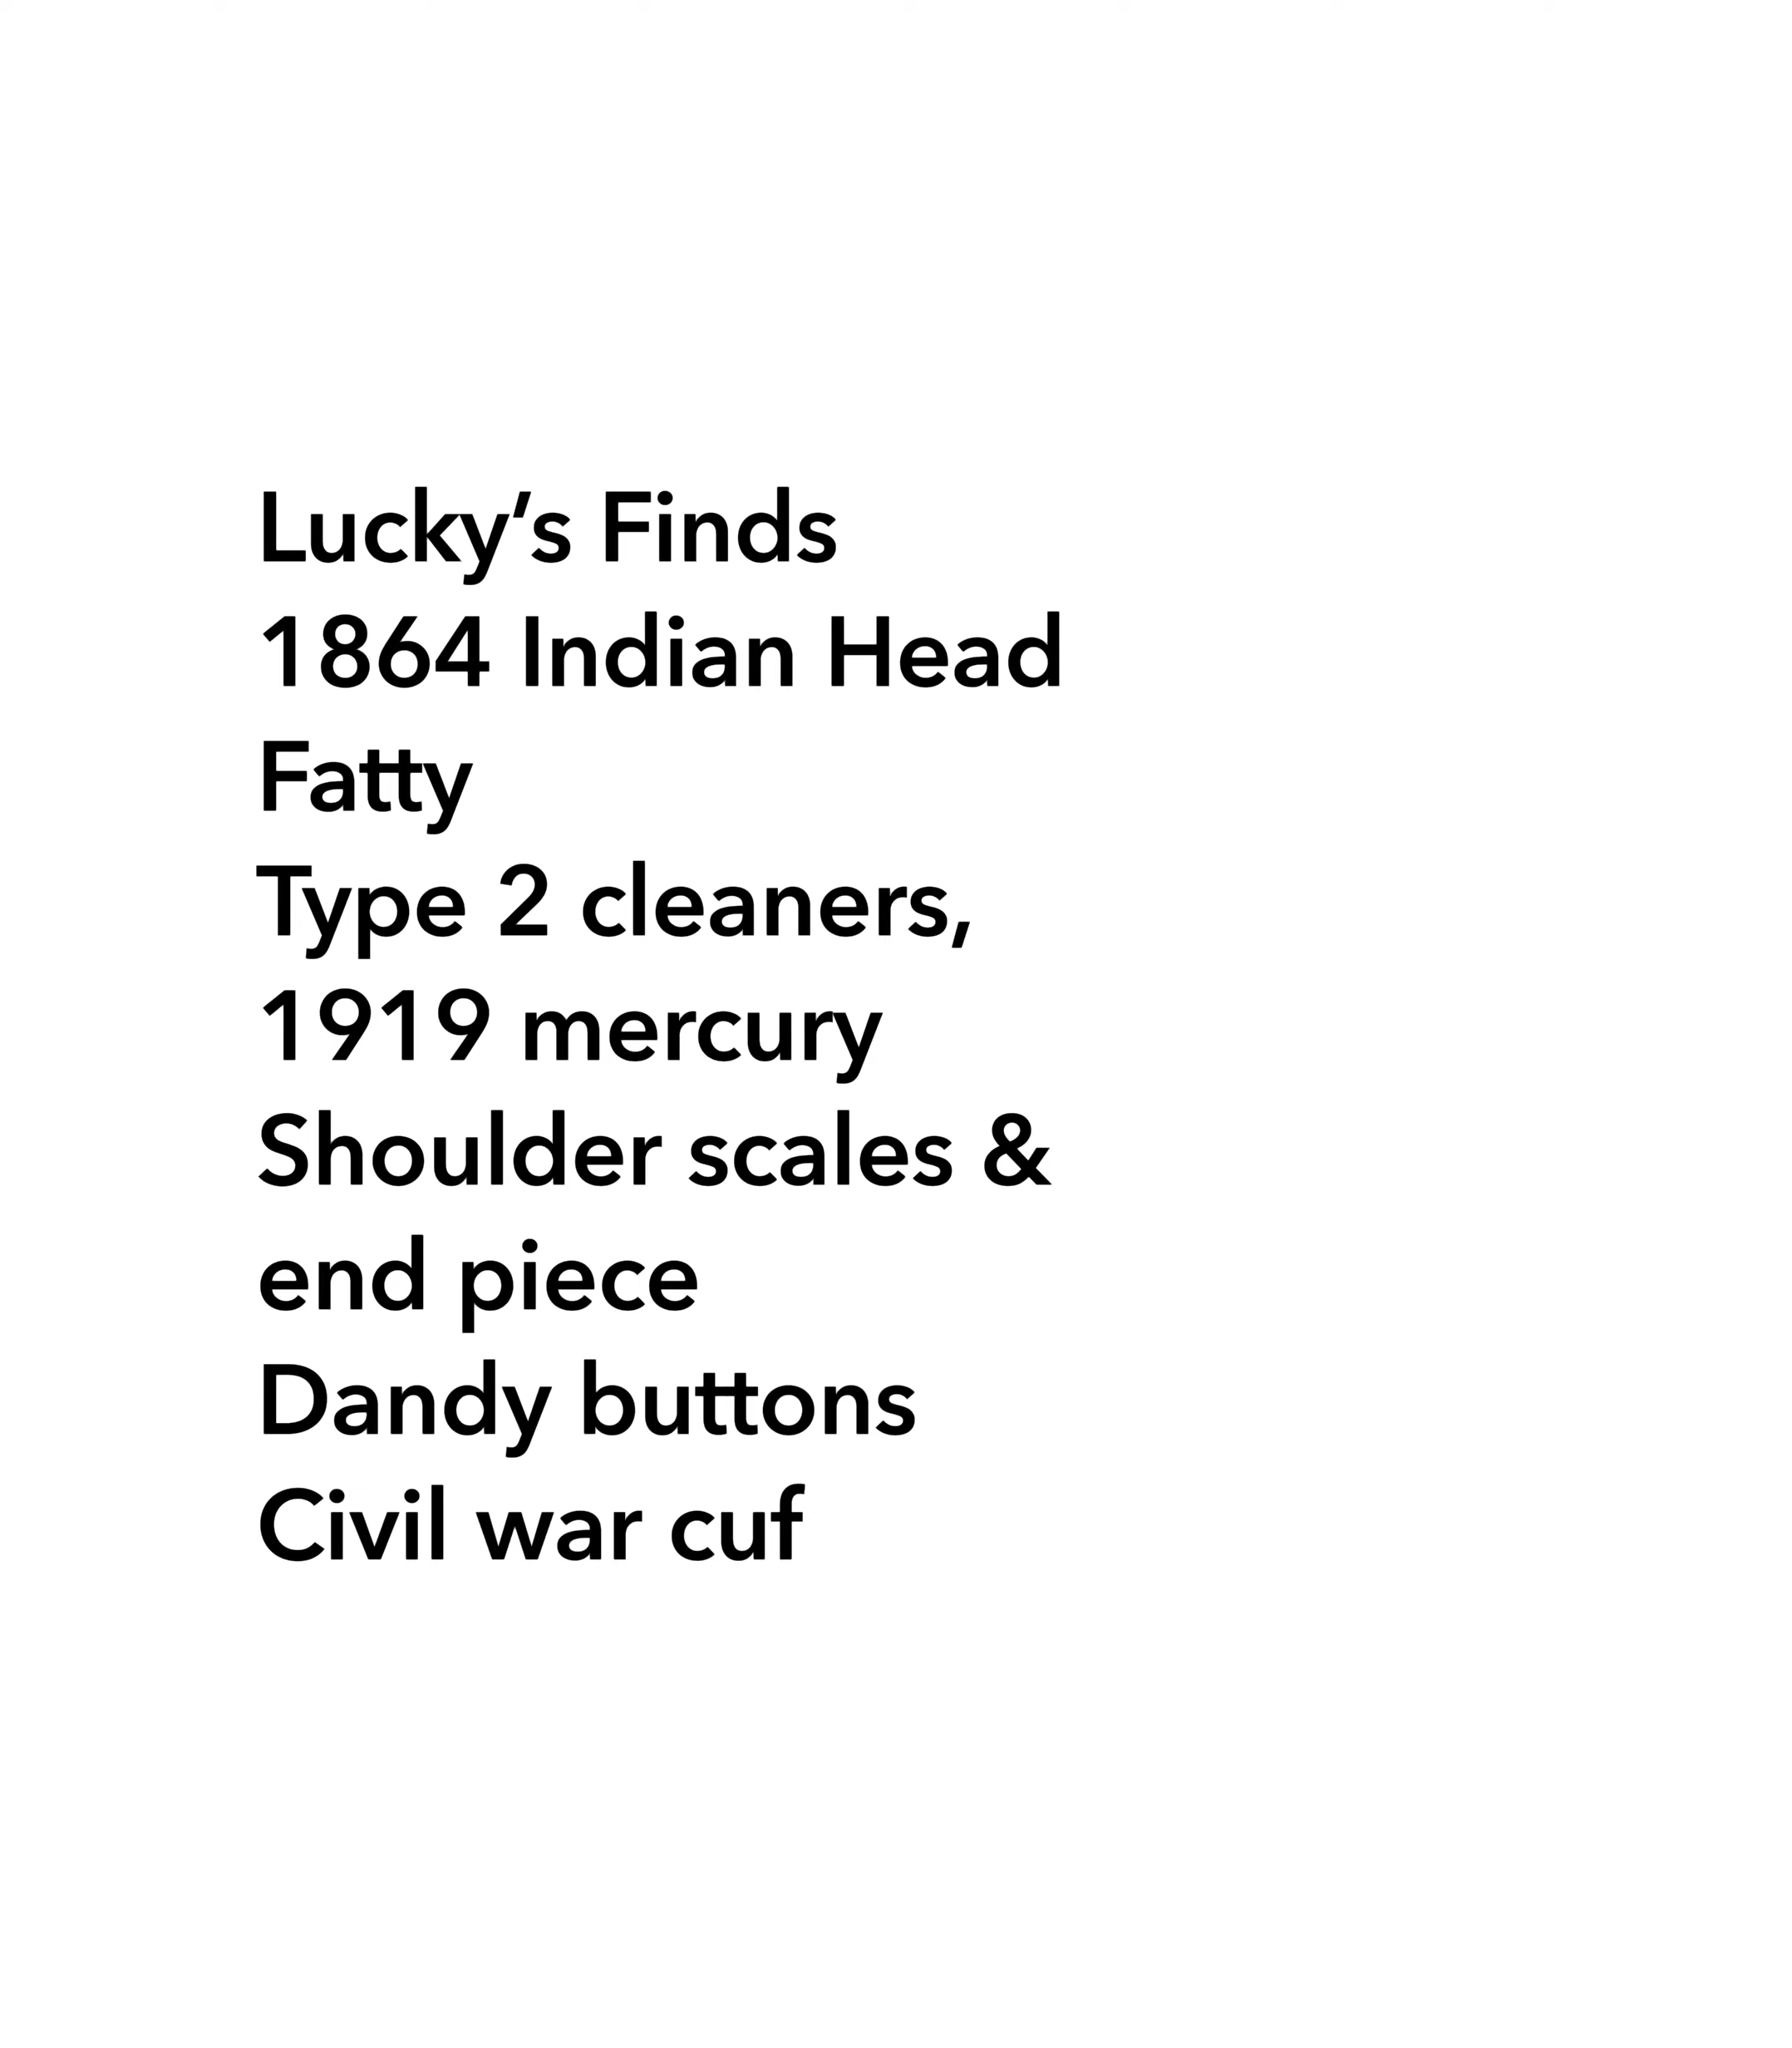 Lucky's Finds
1864 Indian Head
Fatty
Type 2 cleaners,
1919 mercury
Shoulder scales &
end piece
Dandy buttons
Civil war cuf